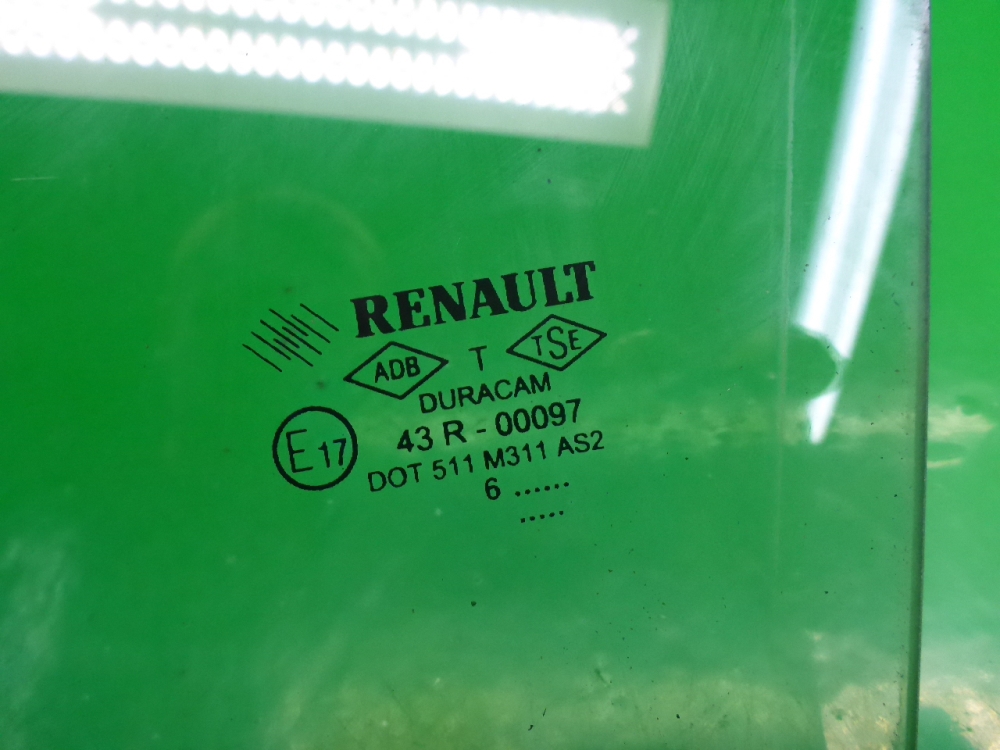 RENAULT
ADB T TSE
DURACAM
E17 43 R - 00097
DOT 511 M311 AS2
6 ......
.....